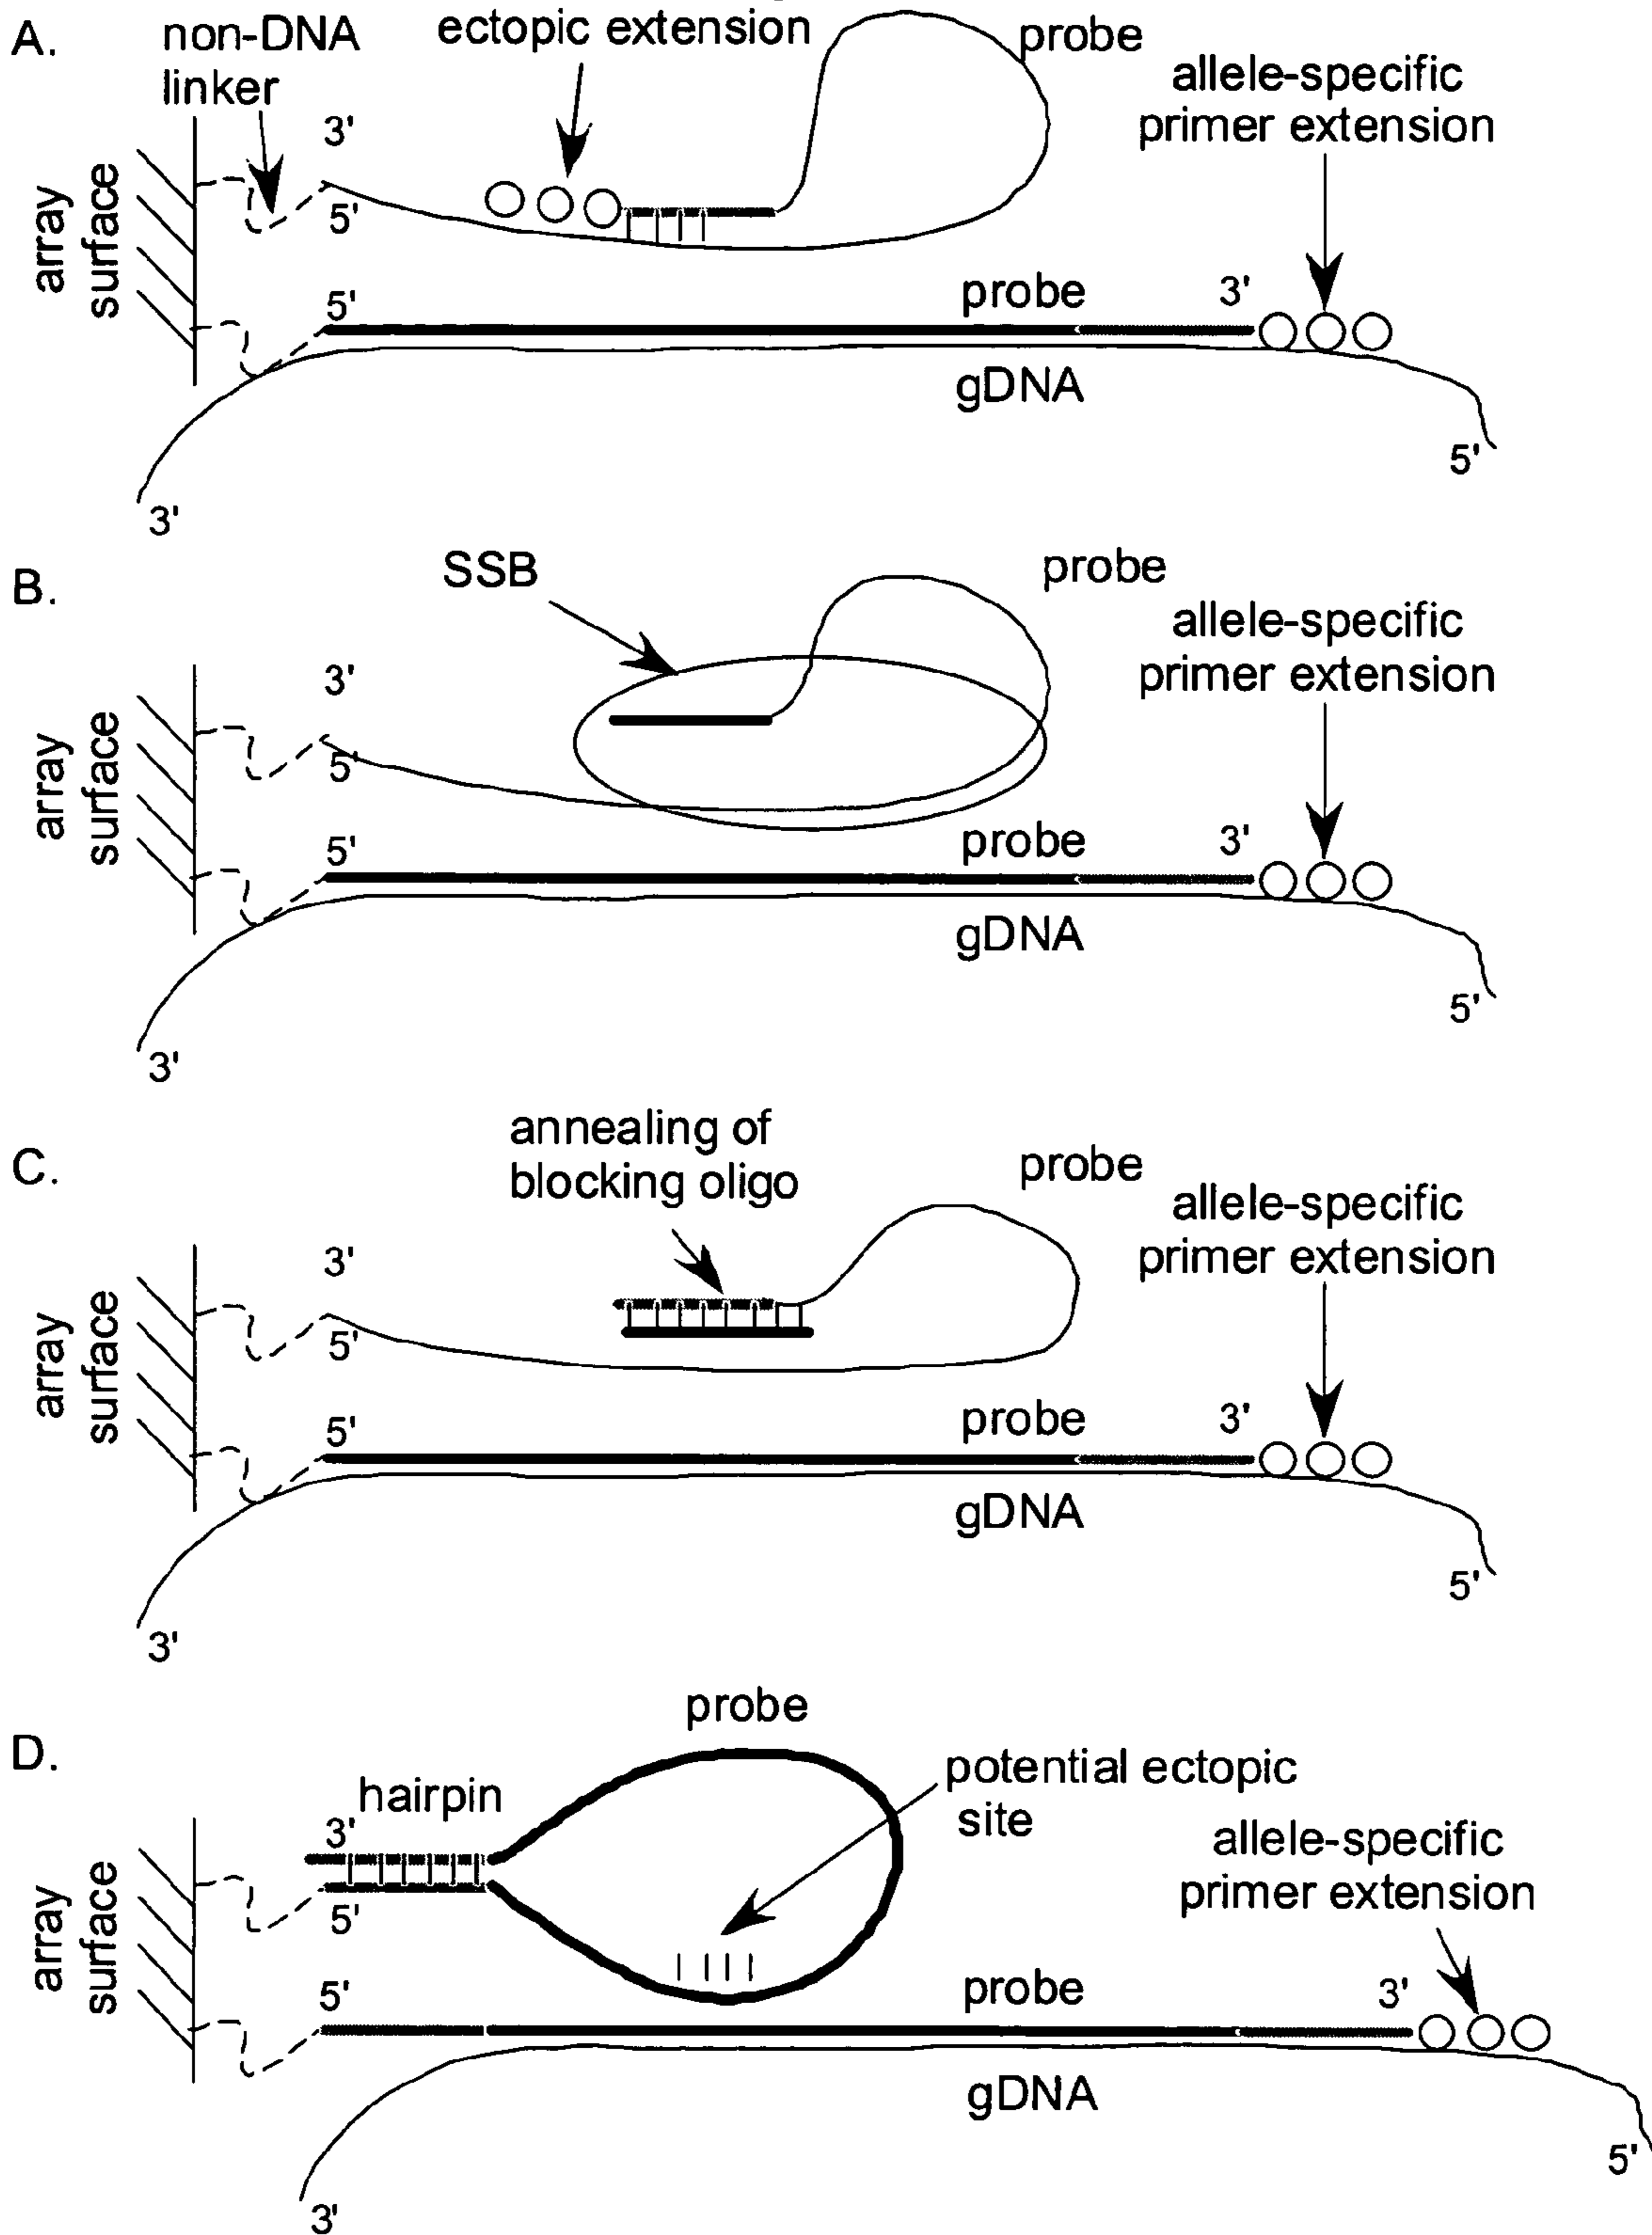 A.
non-DNA
linker
ectopic extension
probe
allele-specific
primer extension
array
surface
3'
5'
5'
probe
3'
gDNA
5'
3'
B.
SSB
probe
allele-specific
primer extension
array
surface
3'
5'
5'
probe
3'
gDNA
5'
3'
C.
annealing of
blocking oligo
probe
allele-specific
primer extension
array
surface
3'
5'
5'
probe
3'
gDNA
5'
3'
D.
probe
hairpin
potential ectopic
site
allele-specific
primer extension
array
surface
3'
5'
5'
probe
3'
gDNA
5'
3'